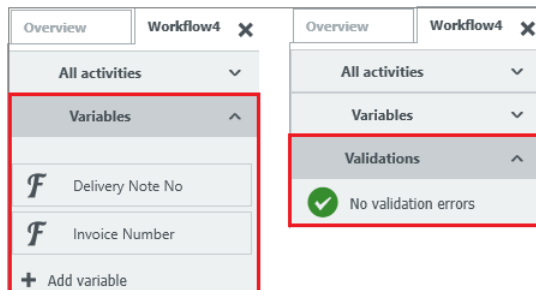 Overview Workflow4
All activities
Variables
F Delivery Note No
F Invoice Number
+ Add variable
Overview Workflow4
All activities
Variables
Validations
No validation errors